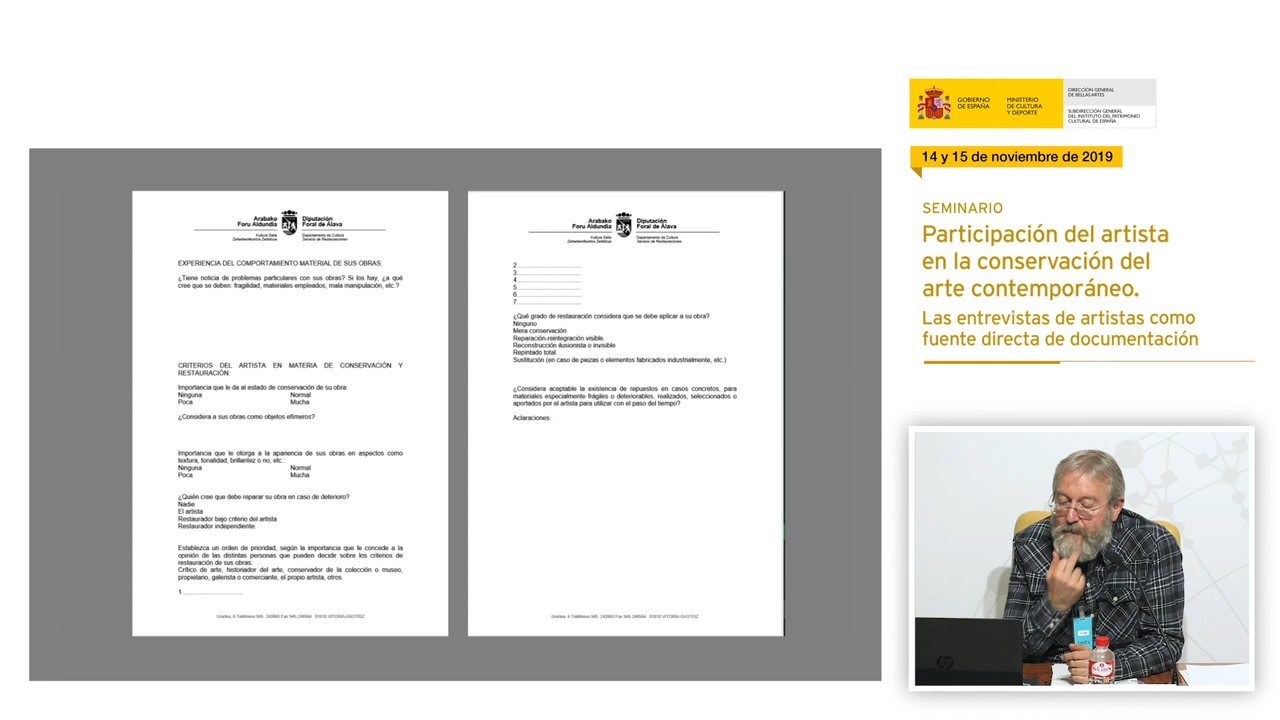 Arabako
Foru Aldundia
Diputación
Foral de Álava
Kultura Saila
Departamento de Cultura
Servicio de Restauraciones
EXPERIENCIA DEL COMPORTAMIENTO MATERIAL DE SUS OBRAS:
¿Tiene noticia de problemas particulares con sus obras? Si los hay, ¿a qué
cree que se deben: fragilidad, materiales empleados, mala manipulación, etc.?
CRITERIOS DEL ARTISTA EN MATERIA DE CONSERVACIÓN Y
RESTAURACIÓN:
Importancia que le da al estado de conservación de su obra:
Ninguna Normal
Poca Mucha
¿Considera a sus obras como objetos efímeros?
Importancia que le otorga a la apariencia de sus obras en aspectos como
textura, tonalidad, brillantez o no, etc.:
Ninguna Normal
Poca Mucha
¿Quién cree que debe reparar su obra en caso de deterioro?
Nadie
El artista
Restaurador bajo criterio del artista
Restaurador independiente.
Establezca un orden de prioridad, según la importancia que le concede a la
opinión de las distintas personas que pueden decidir sobre los criterios de
restauración de sus obras:
Crítico de arte, historiador del arte, conservador de la colección o museo,
propietario, galerista o comerciante, el propio artista, otros.
1
Arabako
Foru Aldundia
Diputación
Foral de Álava
Kultura Saila
Departamento de Cultura
Servicio de Restauraciones
2
3
4
5
6
7
¿Qué grado de restauración considera que se debe aplicar a su obra?
Ninguno
Mera conservación
Reparación-reintegración visible.
Reconstrucción ilusionista o invisible
Repintado total.
Sustitución (en caso de piezas o elementos fabricados industrialmente, etc.)
¿Considera aceptable la existencia de repuestos en casos concretos, para
materiales especialmente frágiles o deteriorables, realizados, seleccionados o
aportados por el artista para utilizar con el paso del tiempo?
Aclaraciones:
GOBIERNO
DE ESPAÑA
MINISTERIO
DE CULTURA
Y DEPORTE
DIRECCIÓN GENERAL
DE BELLAS ARTES
SUBDIRECCIÓN GENERAL
DEL INSTITUTO DEL PATRIMONIO
CULTURAL DE ESPAÑA
14 y 15 de noviembre de 2019
SEMINARIO
Participación del artista
en la conservación del
arte contemporáneo.
Las entrevistas de artistas como
fuente directa de documentación